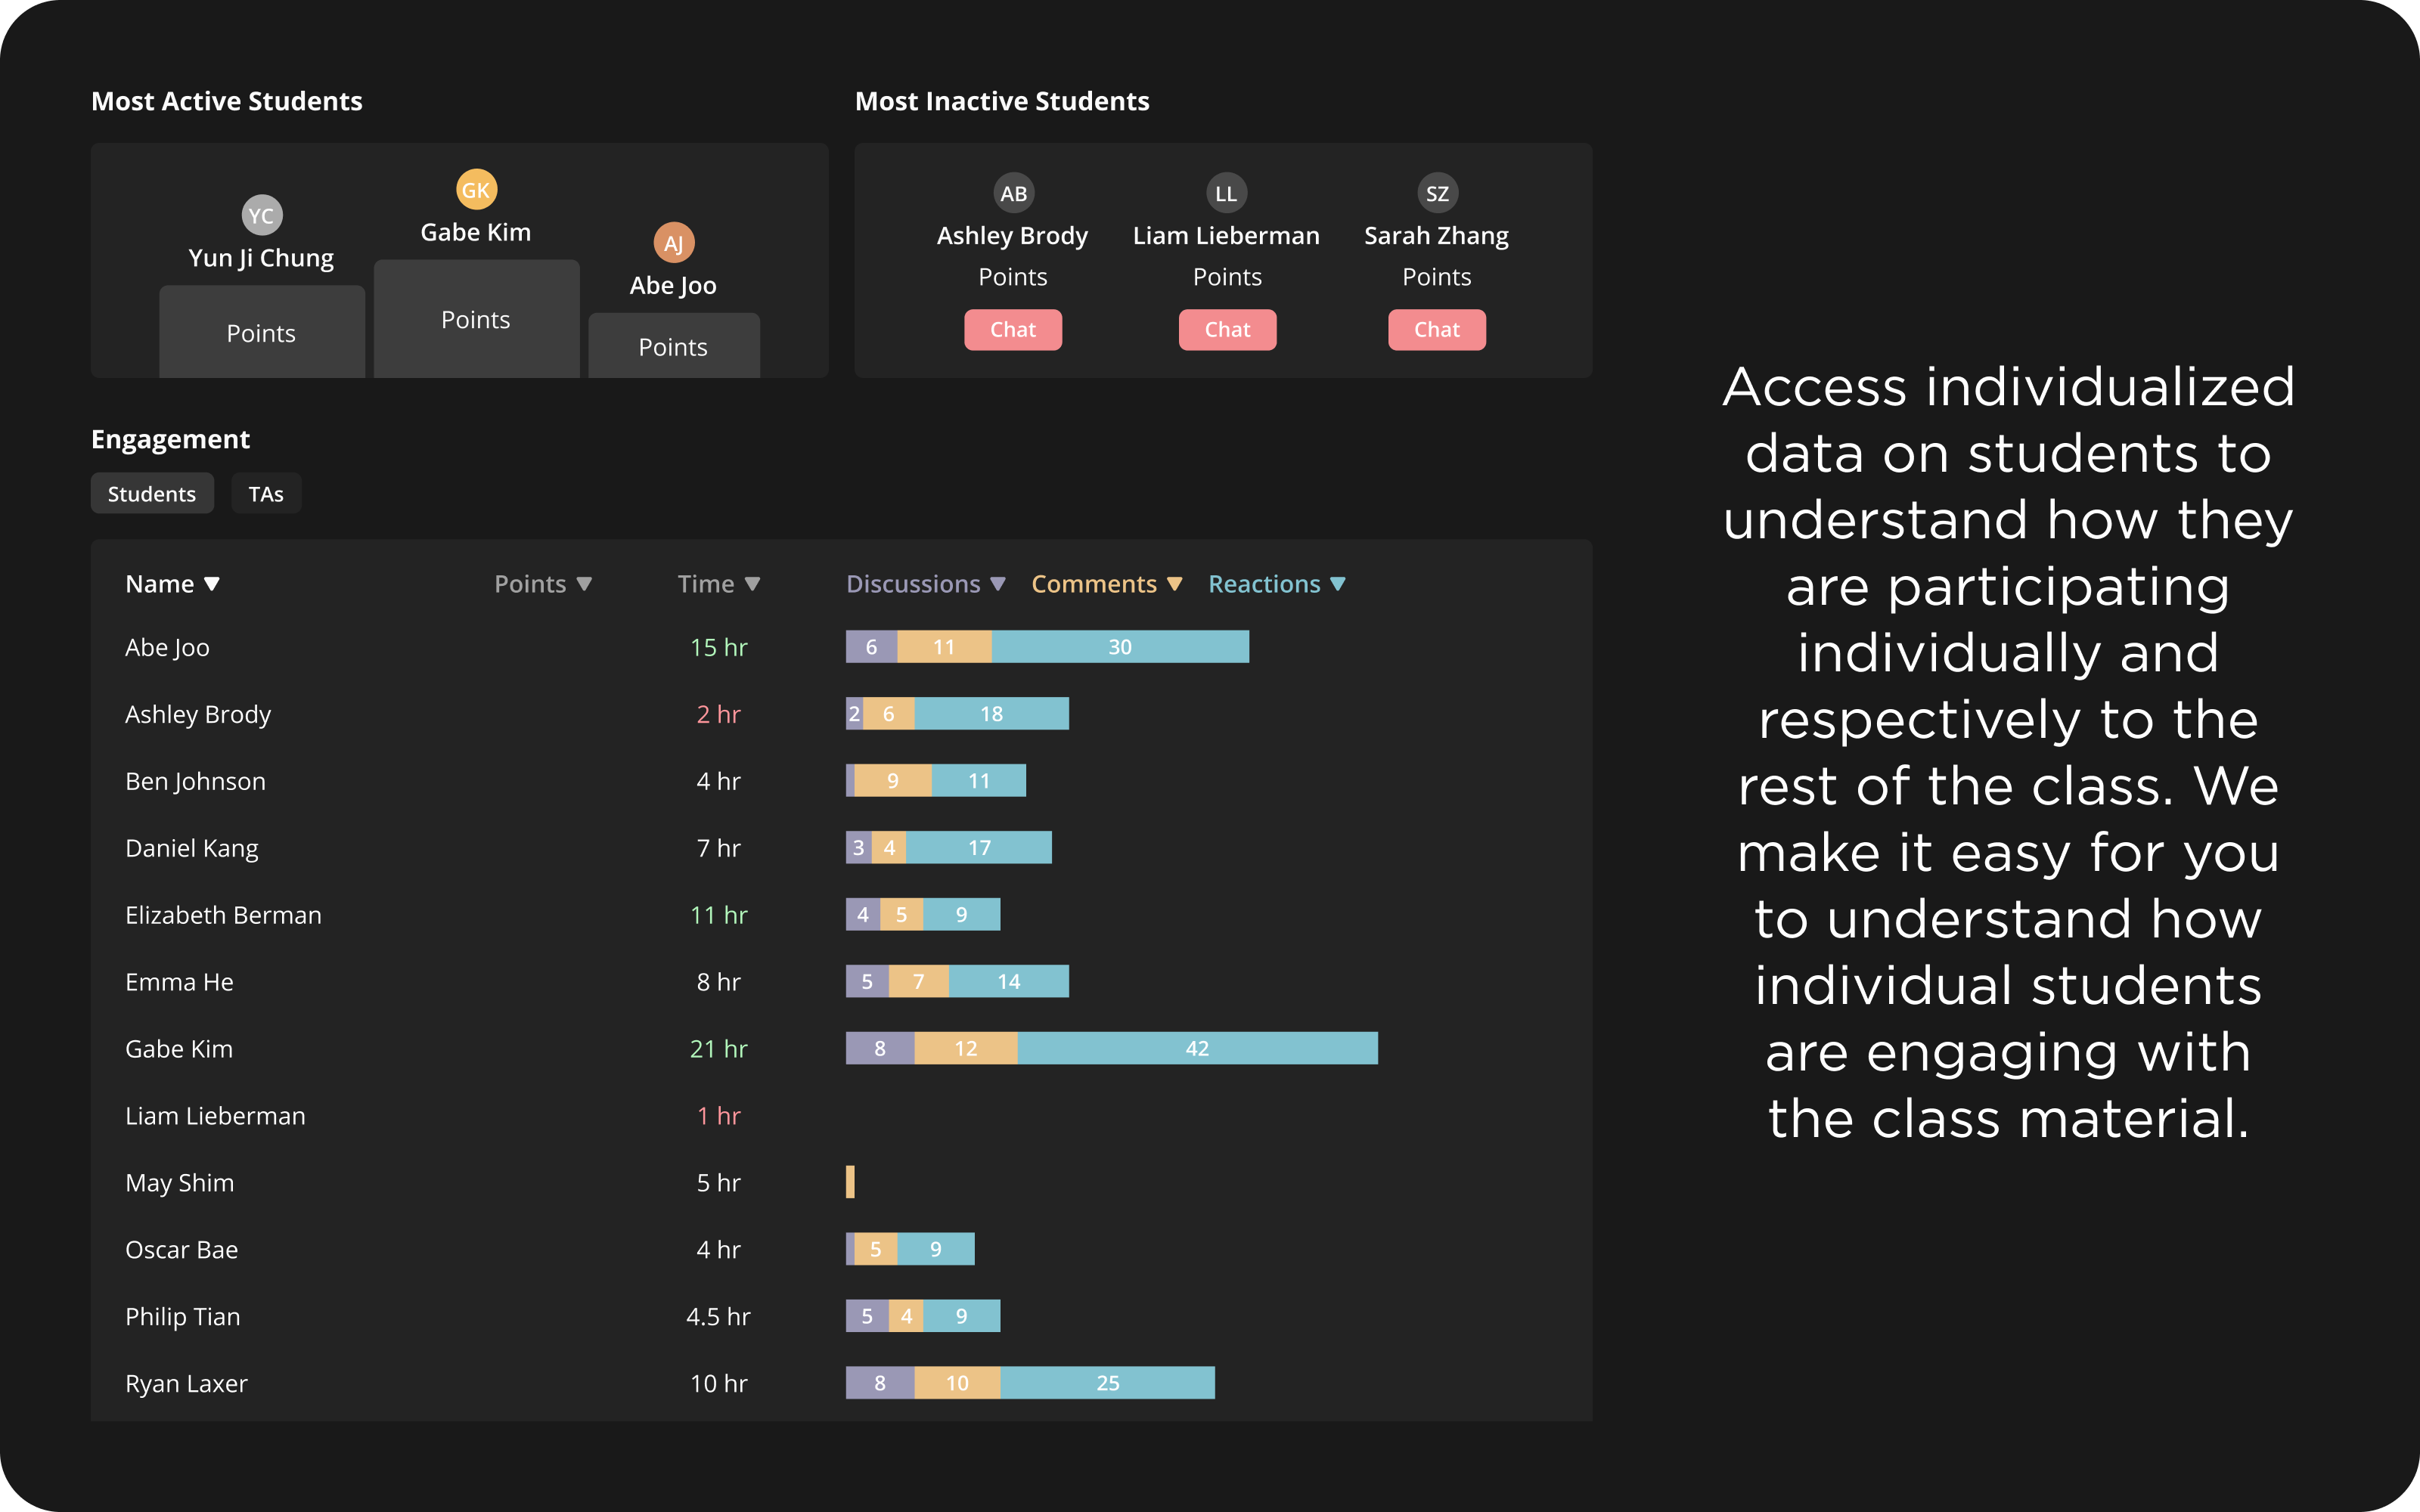 Most Active Students
YC
Yun Ji Chung
Points
GK
Gabe Kim
Points
AJ
Abe Joo
Points
Most Inactive Students
AB
Ashley Brody
Points
Chat
LL
Liam Lieberman
Points
Chat
SZ
Sarah Zhang
Points
Chat
Engagement
Students TAs
Name Points Time Discussions Comments Reactions
Abe Joo 15 hr 6 11 30
Ashley Brody 2 hr 2 6 18
Ben Johnson 4 hr 9 11
Daniel Kang 7 hr 3 4 17
Elizabeth Berman 11 hr 4 5 9
Emma He 8 hr 5 7 14
Gabe Kim 21 hr 8 12 42
Liam Lieberman 1 hr
May Shim 5 hr
Oscar Bae 4 hr 5 9
Philip Tian 4.5 hr 5 4 9
Ryan Laxer 10 hr 8 10 25
Access individualized
data on students to
understand how they
are participating
individually and
respectively to the
rest of the class. We
make it easy for you
to understand how
individual students
are engaging with
the class material.